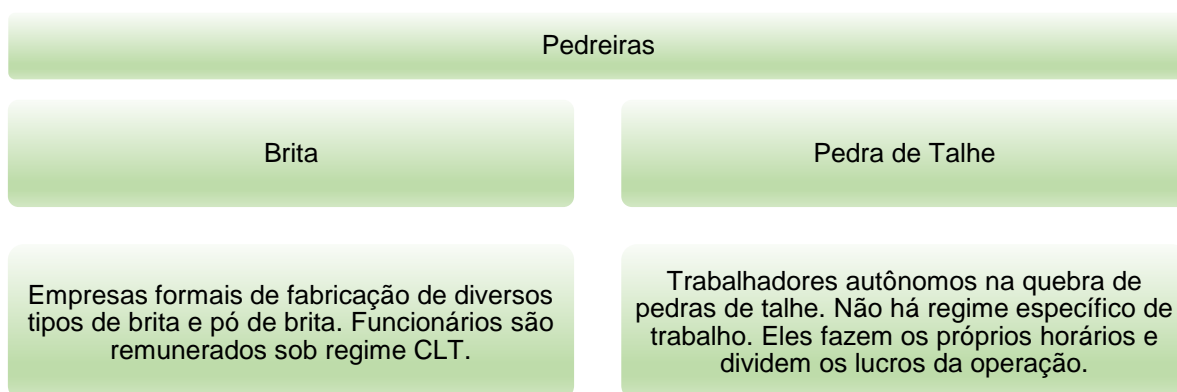 Pedreiras
Brita
Pedra de Talhe
Empresas formais de fabricação de diversos
tipos de brita e pó de brita. Funcionários são
remunerados sob regime CLT.
Trabalhadores autônomos na quebra de
pedras de talhe. Não há regime específico de
trabalho. Eles fazem os próprios horários e
dividem os lucros da operação.